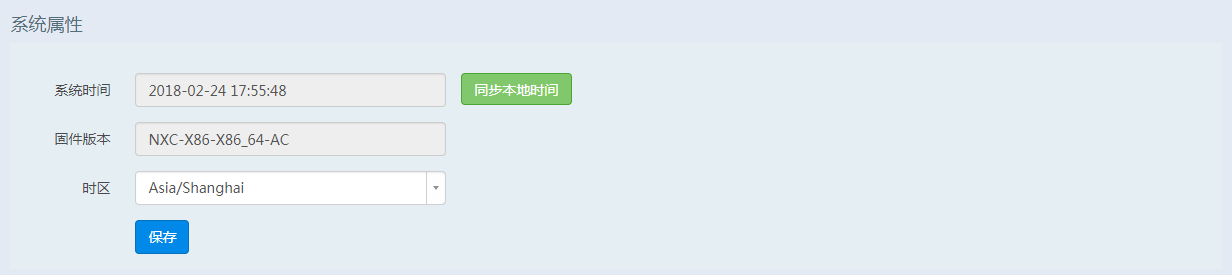 系统属性
系统时间 2018-02-24 17:55:48 同步本地时间
固件版本 NXC-X86-X86_64-AC
时区 Asia/Shanghai
保存